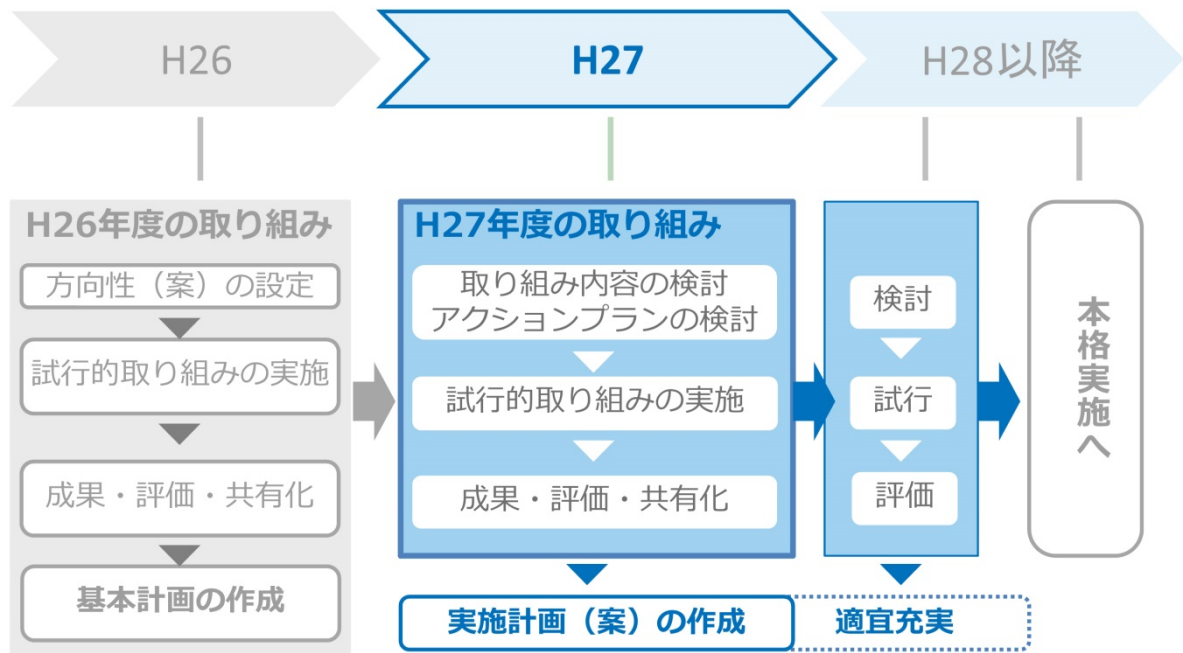 H26
H27
H28以降
H26年度の取り組み
方向性（案）の設定
試行的取り組みの実施
成果・評価・共有化
基本計画の作成
H27年度の取り組み
取り組み内容の検討
アクションプランの検討
試行的取り組みの実施
成果・評価・共有化
実施計画（案）の作成
検討
試行
評価
適宜充実
本格実施へ